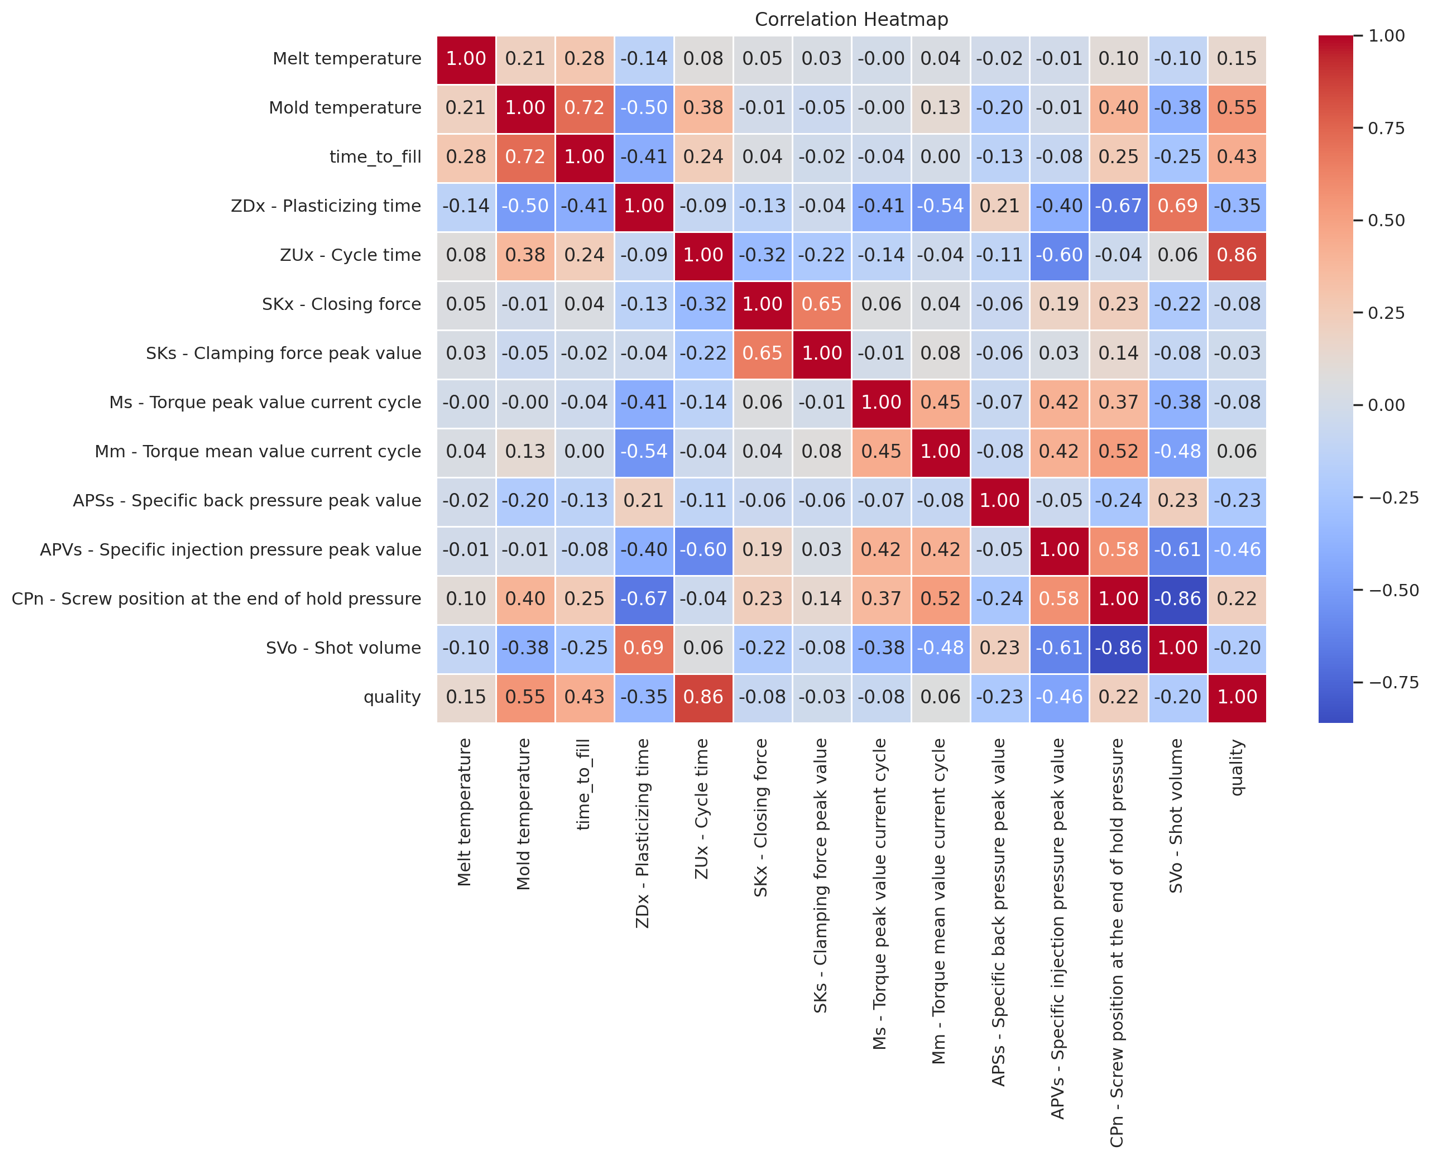 Correlation Heatmap
Melt temperature 1.00 0.21 0.28 -0.14 0.08 0.05 0.03 -0.00 0.04 -0.02 -0.01 0.10 -0.10 0.15
Mold temperature 0.21 1.00 0.72 -0.50 0.38 -0.01 -0.05 -0.00 0.13 -0.20 -0.01 0.40 -0.38 0.55
time_to_fill 0.28 0.72 1.00 -0.41 0.24 0.04 -0.02 -0.04 0.00 -0.13 -0.08 0.25 -0.25 0.43
ZDx - Plasticizing time -0.14 -0.50 -0.41 1.00 -0.09 -0.13 -0.04 -0.41 -0.54 0.21 -0.40 -0.67 0.69 -0.35
ZUx - Cycle time 0.08 0.38 0.24 -0.09 1.00 -0.32 -0.22 -0.14 -0.04 -0.11 -0.60 -0.04 0.06 0.86
SKx - Closing force 0.05 -0.01 0.04 -0.13 -0.32 1.00 0.65 0.06 0.04 -0.06 0.19 0.23 -0.22 -0.08
SKs - Clamping force peak value 0.03 -0.05 -0.02 -0.04 -0.22 0.65 1.00 -0.01 0.08 -0.06 0.03 0.14 -0.08 -0.03
Ms - Torque peak value current cycle -0.00 -0.00 -0.04 -0.41 -0.14 0.06 -0.01 1.00 0.45 -0.07 0.42 0.37 -0.38 -0.08
Mm - Torque mean value current cycle 0.04 0.13 0.00 -0.54 -0.04 0.04 0.08 0.45 1.00 -0.08 0.42 0.52 -0.48 0.06
APSs - Specific back pressure peak value -0.02 -0.20 -0.13 0.21 -0.11 -0.06 -0.06 -0.07 -0.08 1.00 -0.05 -0.24 0.23 -0.23
APVs - Specific injection pressure peak value -0.01 -0.01 -0.08 -0.40 -0.60 0.19 0.03 0.42 0.42 -0.05 1.00 0.58 -0.61 -0.46
CPn - Screw position at the end of hold pressure 0.10 0.40 0.25 -0.67 -0.04 0.23 0.14 0.37 0.52 -0.24 0.58 1.00 -0.86 0.22
SVo - Shot volume -0.10 -0.38 -0.25 0.69 0.06 -0.22 -0.08 -0.38 -0.48 0.23 -0.61 -0.86 1.00 -0.20
quality 0.15 0.55 0.43 -0.35 0.86 -0.08 -0.03 -0.08 0.06 -0.23 -0.46 0.22 -0.20 1.00
Melt temperature
Mold temperature
time_to_fill
ZDx - Plasticizing time
ZUx - Cycle time
SKx - Closing force
SKs - Clamping force peak value
Ms - Torque peak value current cycle
Mm - Torque mean value current cycle
APSs - Specific back pressure peak value
APVs - Specific injection pressure peak value
CPn - Screw position at the end of hold pressure
SVo - Shot volume
quality
1.00
0.75
0.50
0.25
0.00
−0.25
−0.50
−0.75